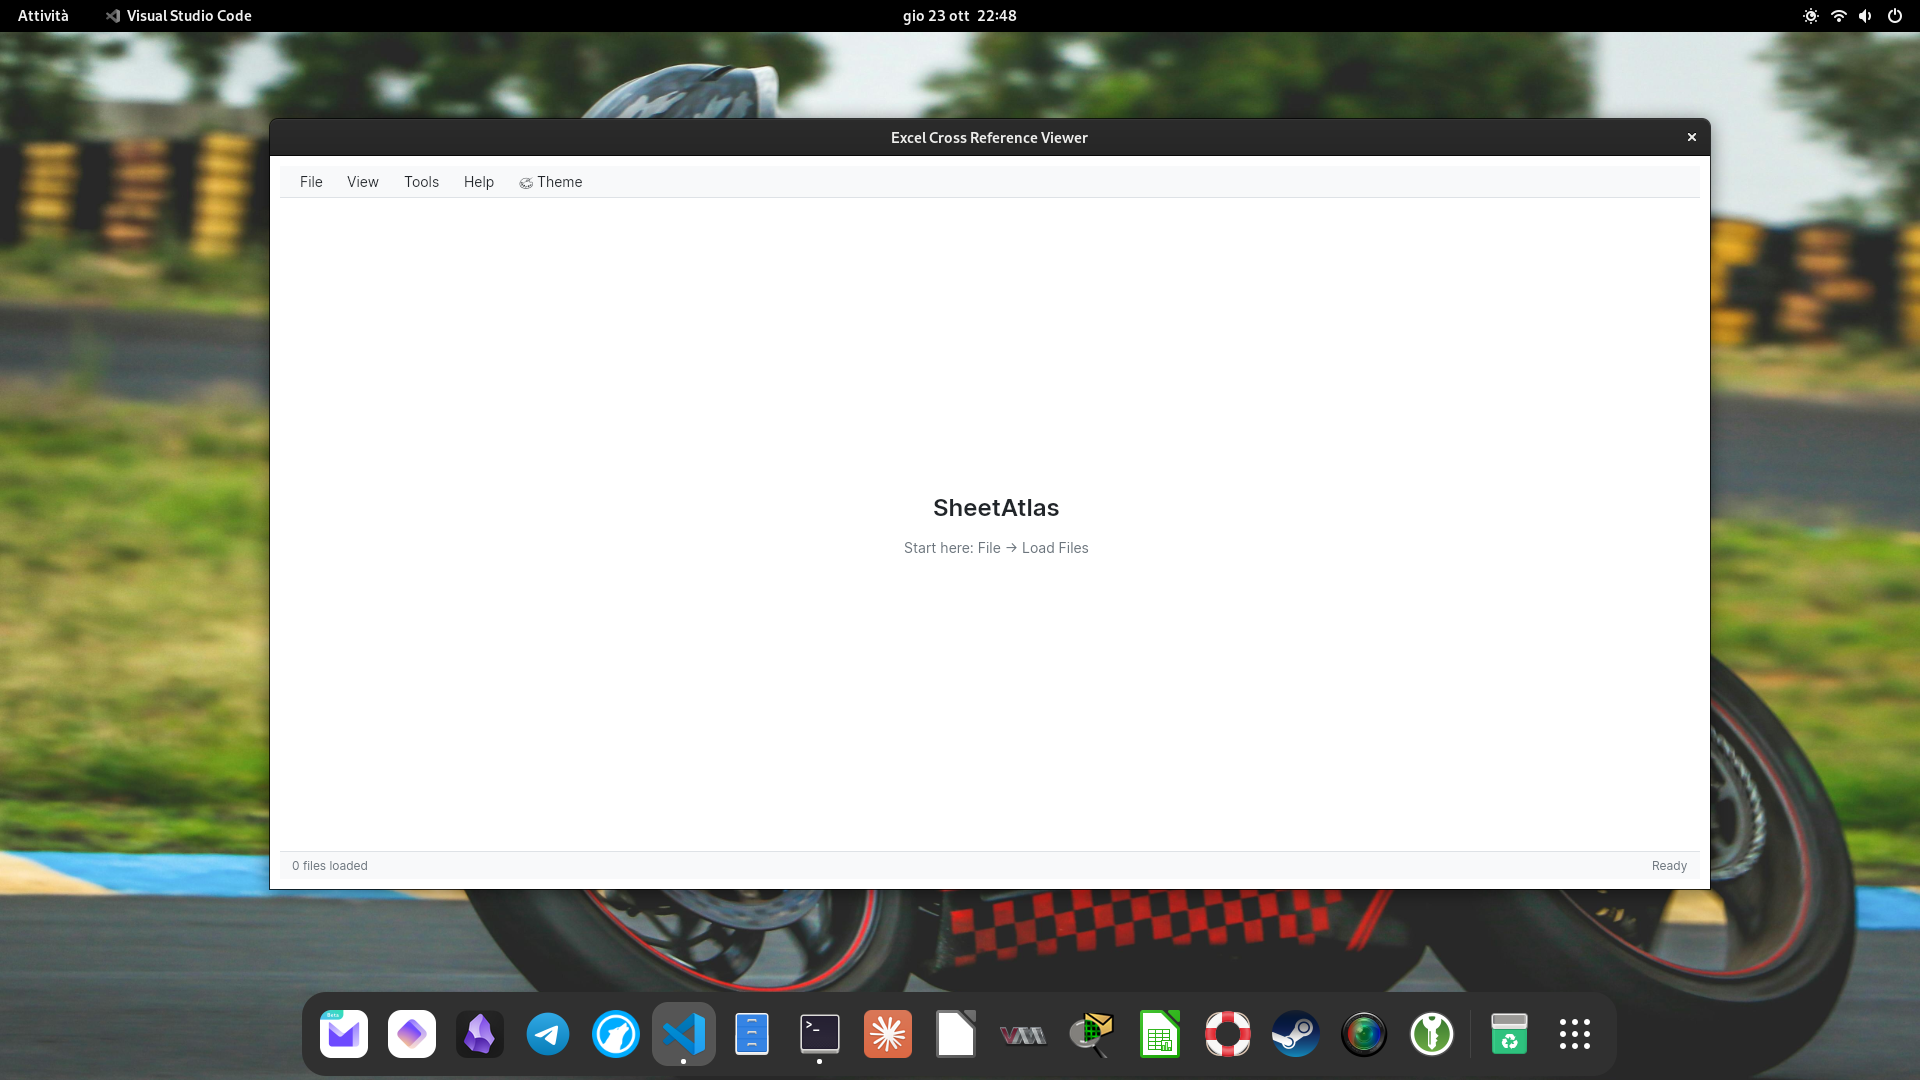 Attività Visual Studio Code gio 23 ott 22:48
Excel Cross Reference Viewer
File View Tools Help Theme
SheetAtlas
Start here: File → Load Files
0 files loaded Ready
Beta
>_
VMM